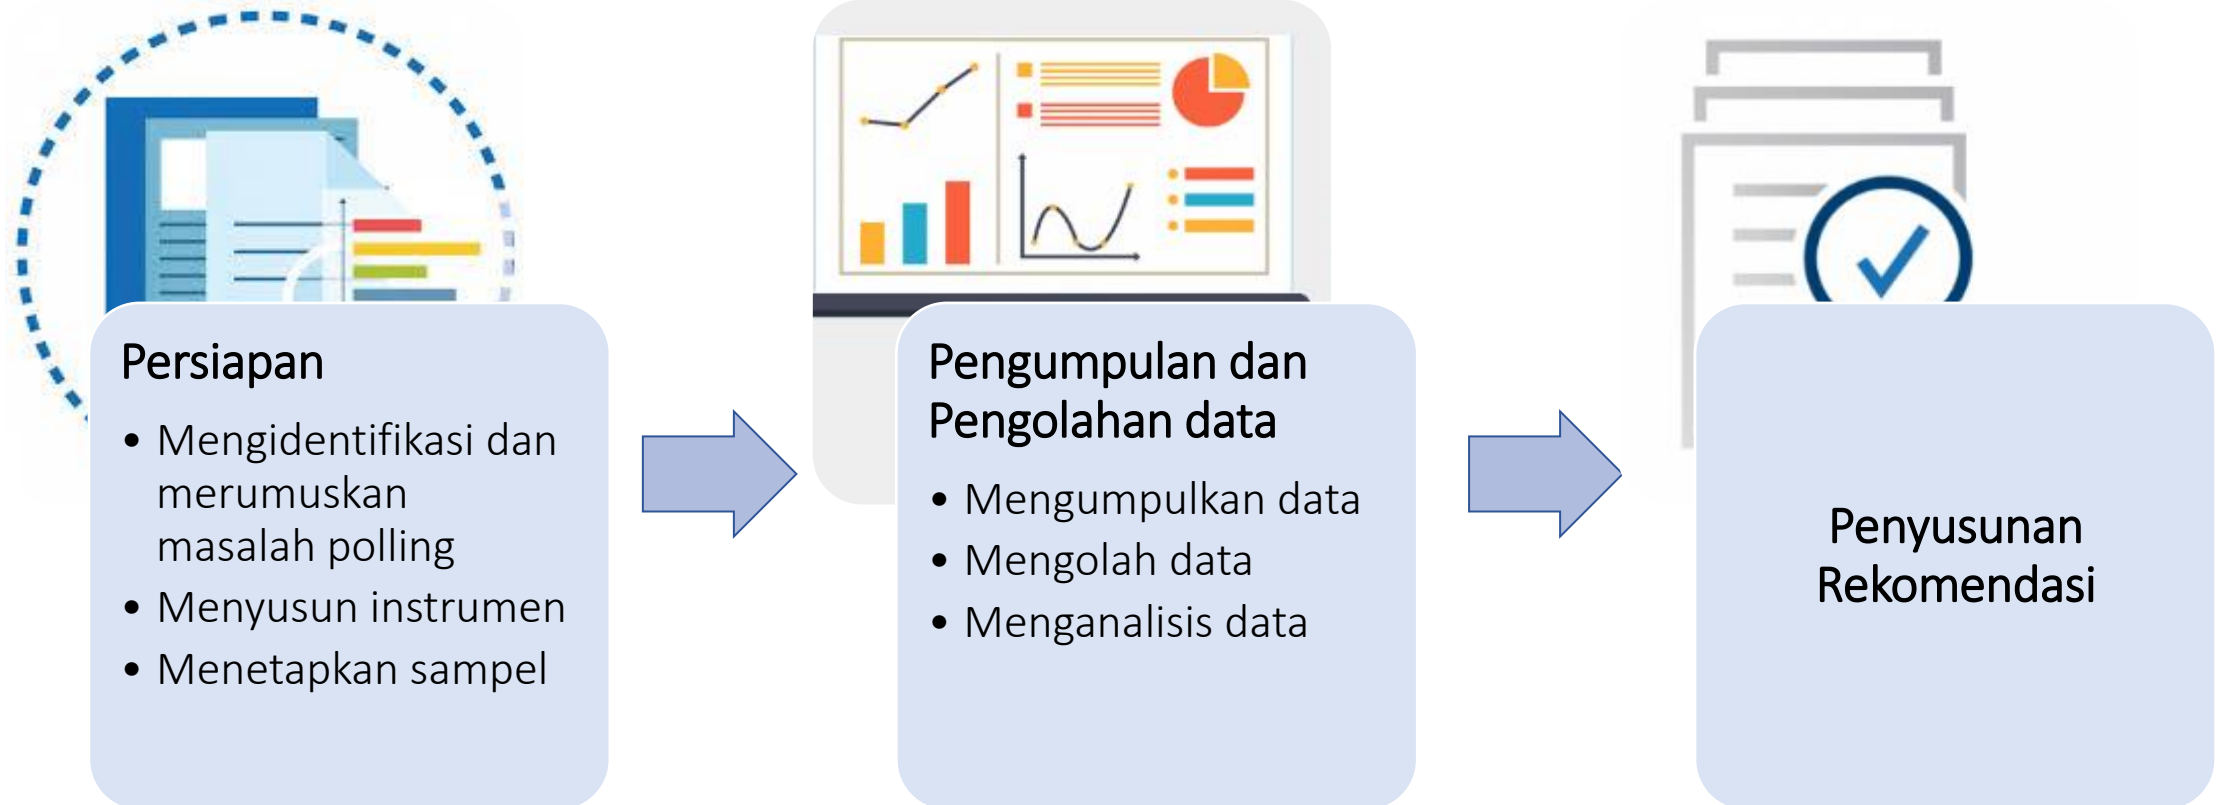 Persiapan
• Mengidentifikasi dan
merumuskan
masalah polling
• Menyusun instrumen
• Menetapkan sampel
Pengumpulan dan
Pengolahan data
• Mengumpulkan data
• Mengolah data
• Menganalisis data
Penyusunan
Rekomendasi